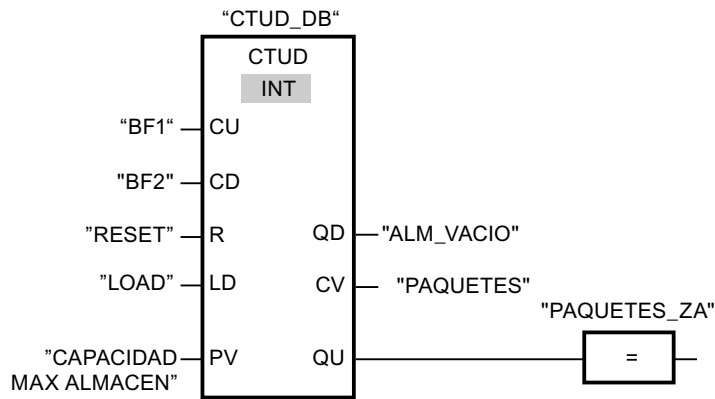 "CTUD_DB“
CTUD
INT
“BF1“ CU
"BF2" CD
”RESET” R QD "ALM_VACIO"
”LOAD” LD CV "PAQUETES"
"PAQUETES_ZA"
”CAPACIDAD PV QU =
MAX ALMACEN”